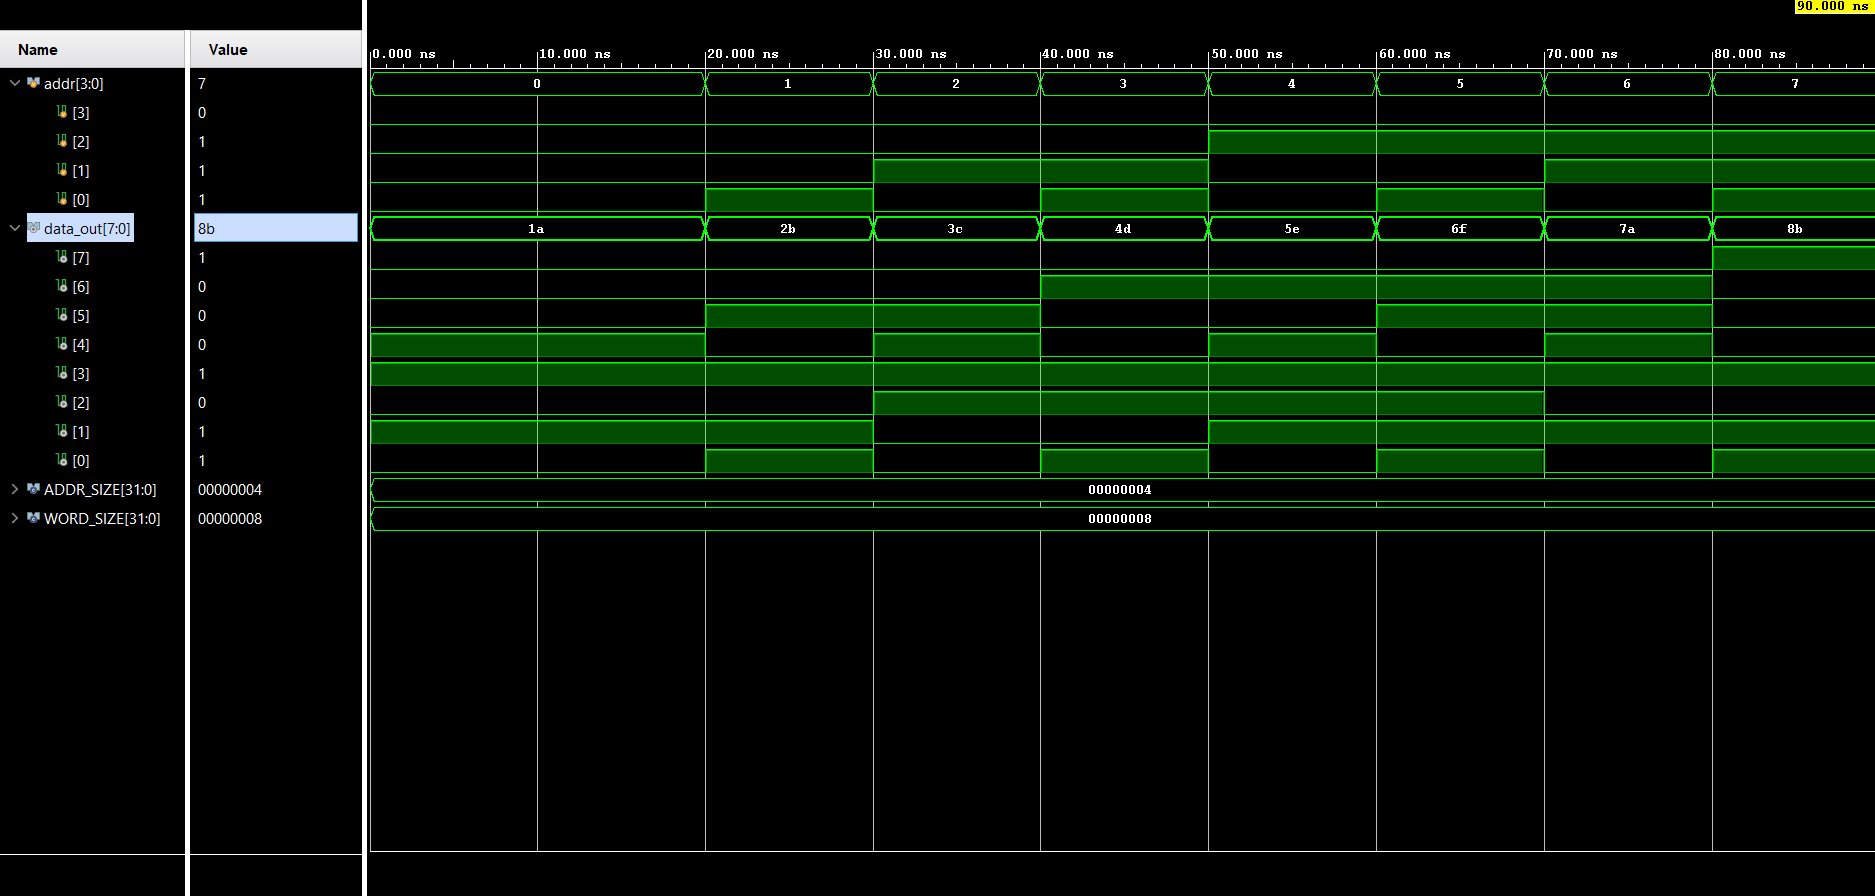 90.000 ns
Name Value
0.000 ns 10.000 ns 20.000 ns 30.000 ns 40.000 ns 50.000 ns 60.000 ns 70.000 ns 80.000 ns
addr[3:0] 7 0 1 2 3 4 5 6 7
[3] 0
[2] 1
[1] 1
[0] 1
data_out[7:0] 8b 1a 2b 3c 4d 5e 6f 7a 8b
[7] 1
[6] 0
[5] 0
[4] 0
[3] 1
[2] 0
[1] 1
[0] 1
ADDR_SIZE[31:0] 00000004 00000004
WORD_SIZE[31:0] 00000008 00000008